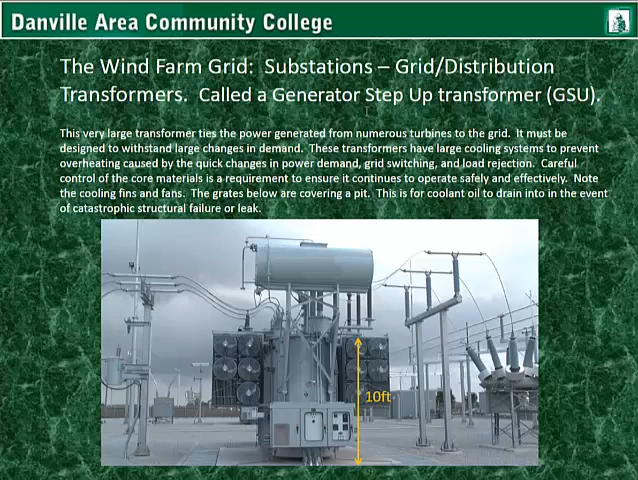 Danville Area Community College
The Wind Farm Grid:  Substations – Grid/Distribution
Transformers.  Called a Generator Step Up transformer (GSU).
This very large transformer ties the power generated from numerous turbines to the grid.  It must be
designed to withstand large changes in demand.  These transformers have large cooling systems to prevent
overheating caused by the quick changes in power demand, grid switching, and load rejection.  Careful
control of the core materials is a requirement to ensure it continues to operate safely and effectively.  Note
the cooling fins and fans.  The grates below are covering a pit.  This is for coolant oil to drain into in the event
of catastrophic structural failure or leak.
10ft